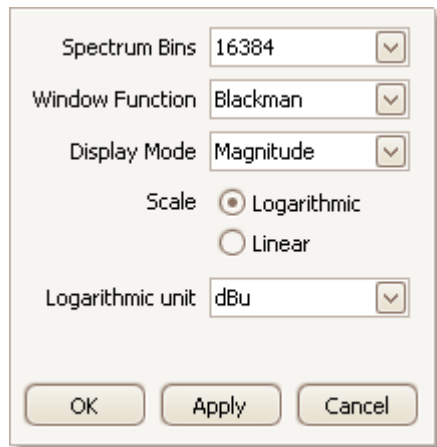 Spectrum Bins 16384
Window Function Blackman
Display Mode Magnitude
Scale Logarithmic
Linear
Logarithmic unit dBu
OK Apply Cancel